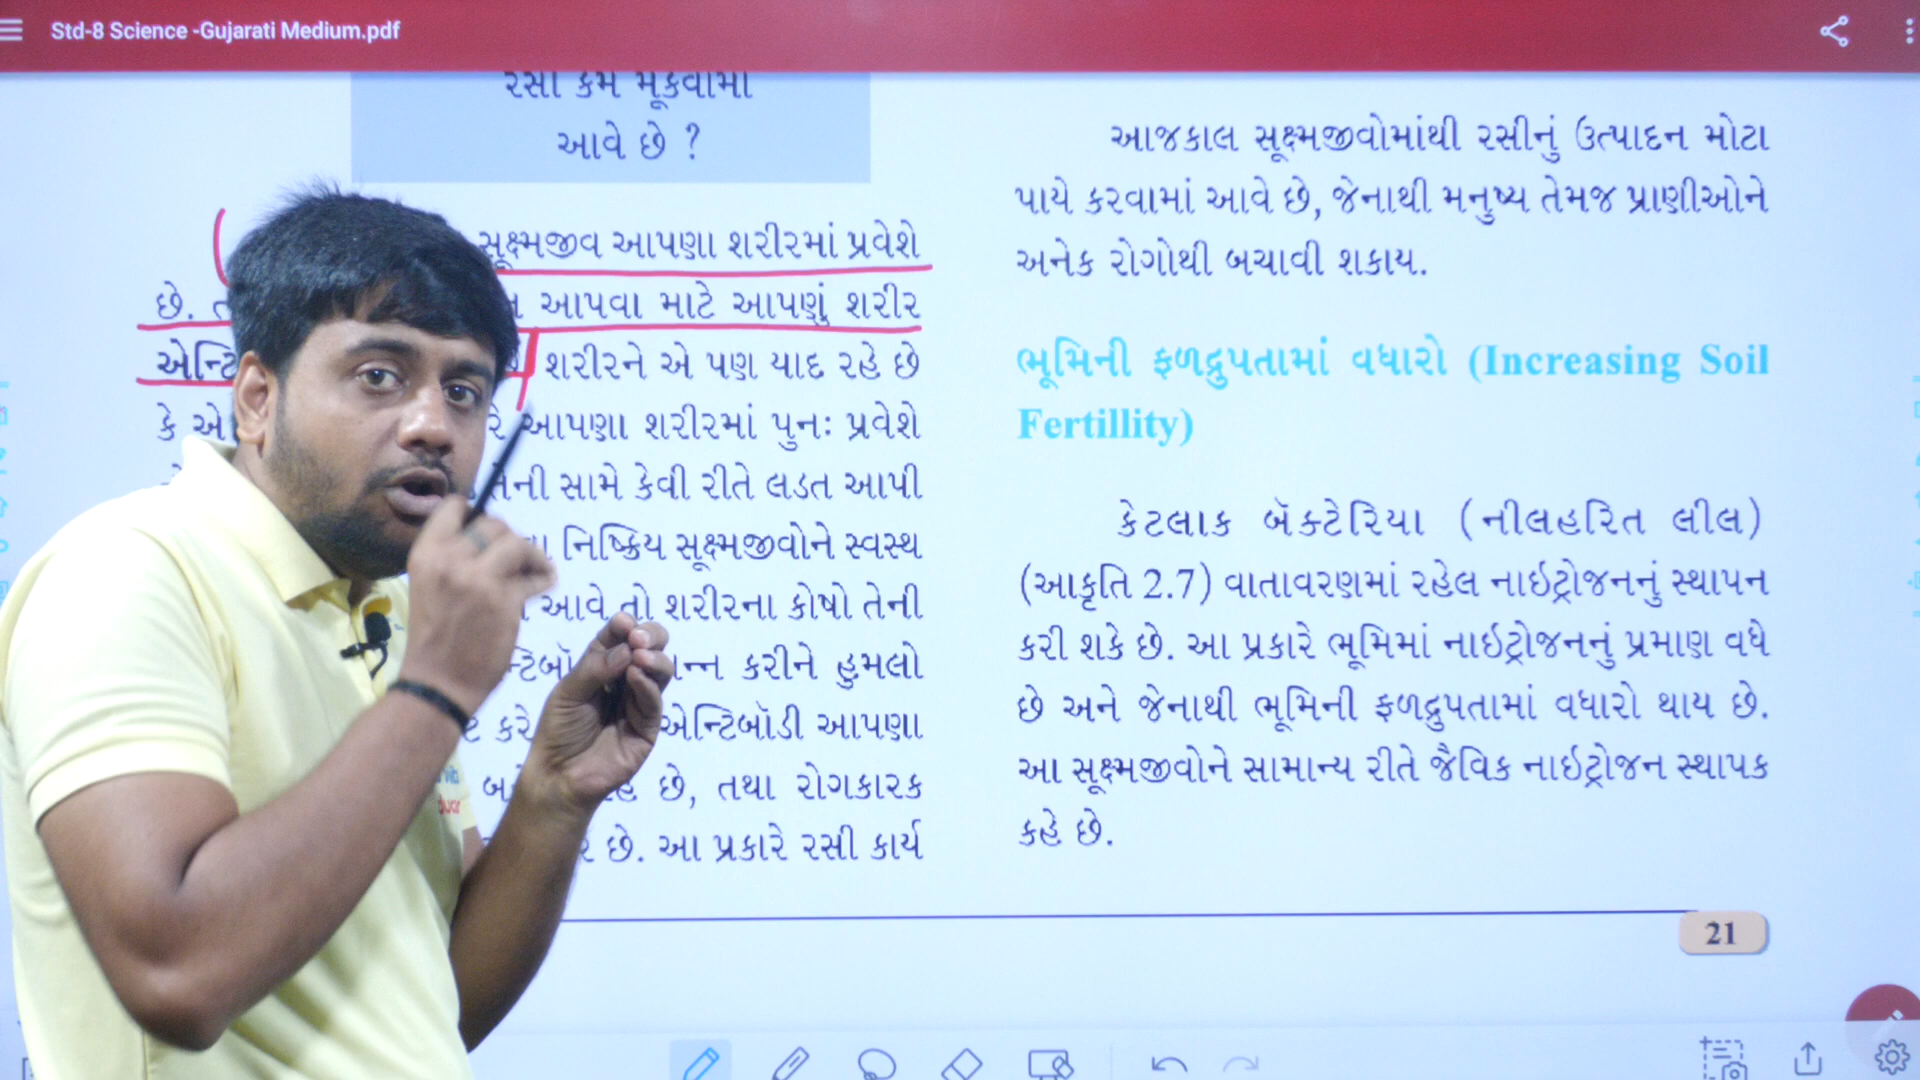 Std-8 Science -Gujarati Medium.pdf
આવે છે ?
સૂક્ષ્મજીવ આપણા શરીરમાં પ્રવેશે
છે. આપવા માટે આપણું શરીર
શરીરને એ પણ યાદ રહે છે
કે આપણા શરીરમાં પુનઃ પ્રવેશે
તેની સામે કેવી રીતે લડત આપી
નિષ્ક્રિય સૂક્ષ્મજીવોને સ્વસ્થ
આવે તો શરીરના કોષો તેની
કરીને હુમલો
કરે એન્ટિબૉડી આપણા
છે, તથા રોગકારક
છે. આ પ્રકારે રસી કાર્ય
આજકાલ સૂક્ષ્મજીવોમાંથી રસીનું ઉત્પાદન મોટા
પાયે કરવામાં આવે છે, જેનાથી મનુષ્ય તેમજ પ્રાણીઓને
અનેક રોગોથી બચાવી શકાય.
ભૂમિની ફળદ્રુપતામાં વધારો (Increasing Soil
Fertillity)
કેટલાક બૅક્ટેરિયા (નીલહરિત લીલ)
(આકૃતિ 2.7) વાતાવરણમાં રહેલ નાઇટ્રોજનનું સ્થાપન
કરી શકે છે. આ પ્રકારે ભૂમિમાં નાઇટ્રોજનનું પ્રમાણ વધે
છે અને જેનાથી ભૂમિની ફળદ્રુપતામાં વધારો થાય છે.
આ સૂક્ષ્મજીવોને સામાન્ય રીતે જૈવિક નાઇટ્રોજન સ્થાપક
કહે છે.
21